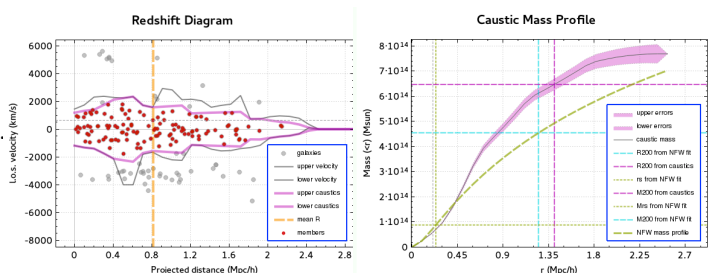 Redshift Diagram
6000
4000
2000
0
-2000
-4000
-6000
-8000
L.o.s. velocity (km/s)
galaxies
upper velocity
lower velocity
upper caustics
lower caustics
mean R
members
0
0.4
0.8
1.2
1.6
2
2.4
2.8
Projected distance (Mpc/h)
Caustic Mass Profile
8·10¹⁴
7·10¹⁴
6·10¹⁴
5·10¹⁴
4·10¹⁴
3·10¹⁴
2·10¹⁴
1·10¹⁴
0
Mass (<r) (Msun)
upper errors
lower errors
caustic mass
R200 from NFW fit
R200 from caustics
rs from NFW fit
M200 from caustics
Mrs from NFW fit
M200 from NFW fit
NFW mass profile
0
0.45
0.9
1.35
1.8
2.25
2.7
r (Mpc/h)